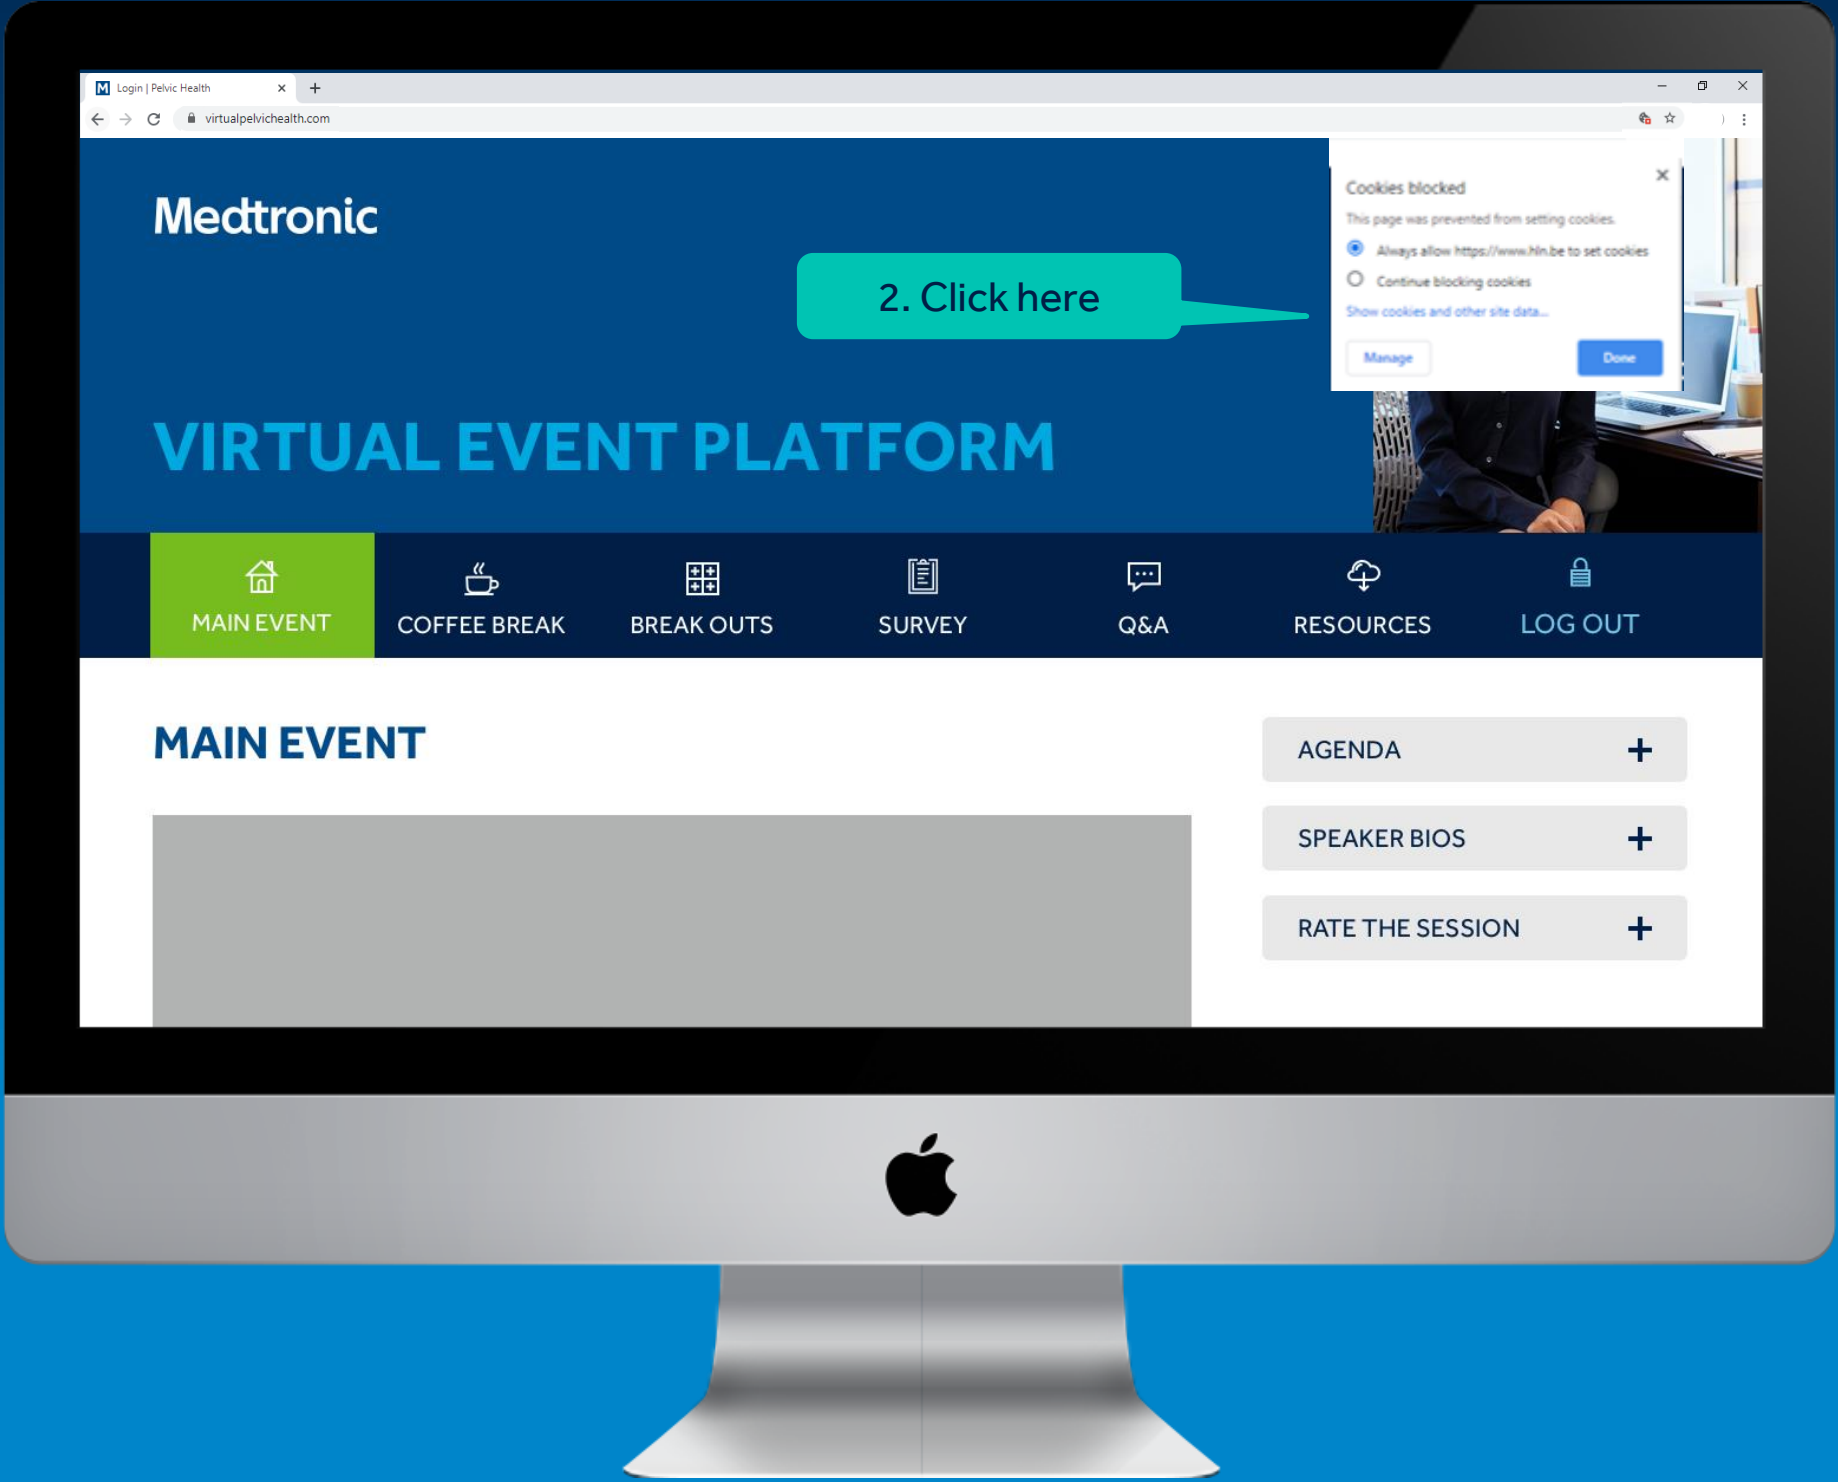 Login | Pelvic Health
virtualpelvichealth.com
Medtronic
Cookies blocked
This page was prevented from setting cookies.
Always allow https://www.hln.be to set cookies
Continue blocking cookies
Show cookies and other site data...
Manage
Done
2. Click here
VIRTUAL EVENT PLATFORM
MAIN EVENT
COFFEE BREAK
BREAK OUTS
SURVEY
Q&A
RESOURCES
LOG OUT
MAIN EVENT
AGENDA
SPEAKER BIOS
RATE THE SESSION